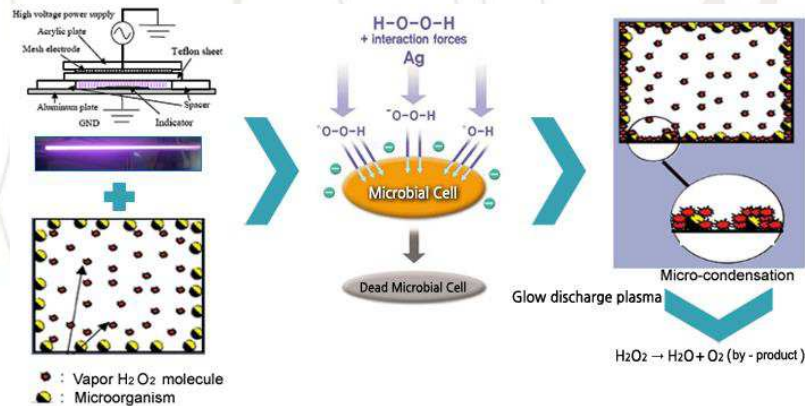 High voltage power supply
Acrylic plate
Mesh electrode
Teflon sheet
Aluminum plate
Spacer
GND
Indicator
: Vapor H2O2 molecule
: Microorganism
H-O-O-H
+ interaction forces
Ag
-O-O-H
-O-O-H
-O-H
Microbial Cell
Dead Microbial Cell
Micro-condensation
Glow discharge plasma
H2O2 → H2O + O2 (by - product)